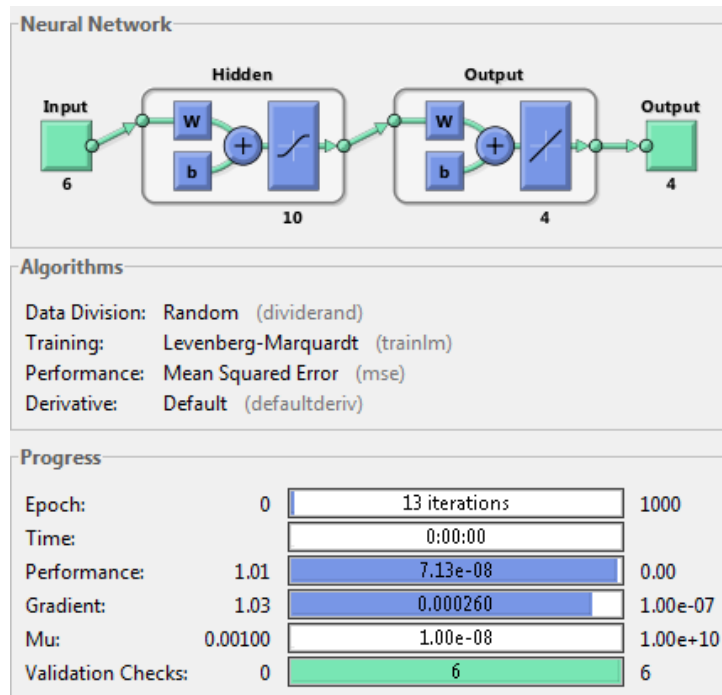 Neural Network
Hidden Output
Input Output
W b + W b +
6 10 4 4
Algorithms
Data Division: Random (dividerand)
Training: Levenberg-Marquardt (trainlm)
Performance: Mean Squared Error (mse)
Derivative: Default (defaultderiv)
Progress
Epoch: 0 13 iterations 1000
Time: 0:00:00
Performance: 1.01 7.13e-08 0.00
Gradient: 1.03 0.000260 1.00e-07
Mu: 0.00100 1.00e-08 1.00e+10
Validation Checks: 0 6 6